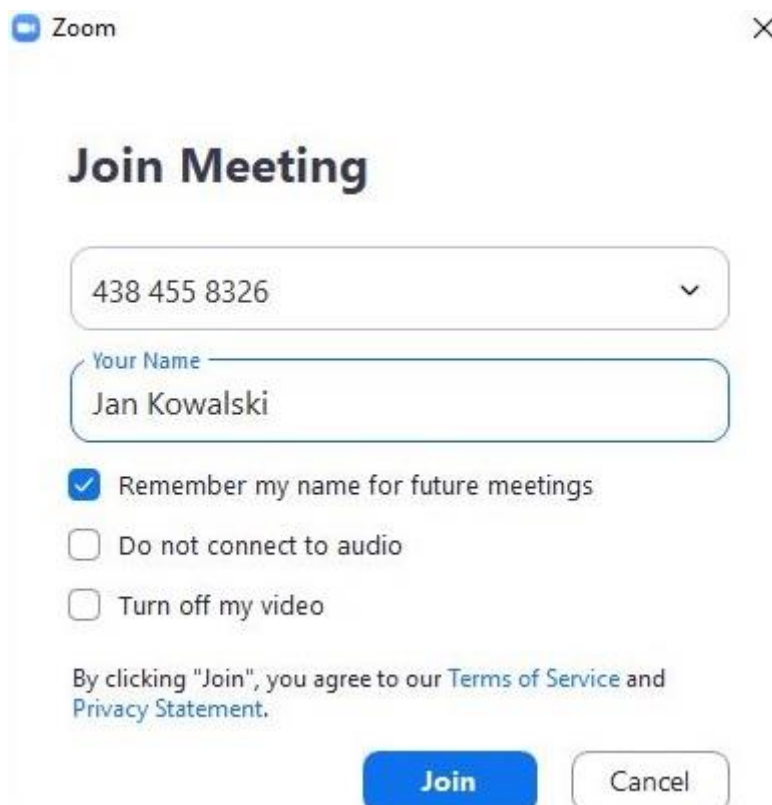 Zoom
Join Meeting
438 455 8326
Your Name
Jan Kowalski
Remember my name for future meetings
Do not connect to audio
Turn off my video
By clicking "Join", you agree to our Terms of Service and
Privacy Statement.
Join Cancel